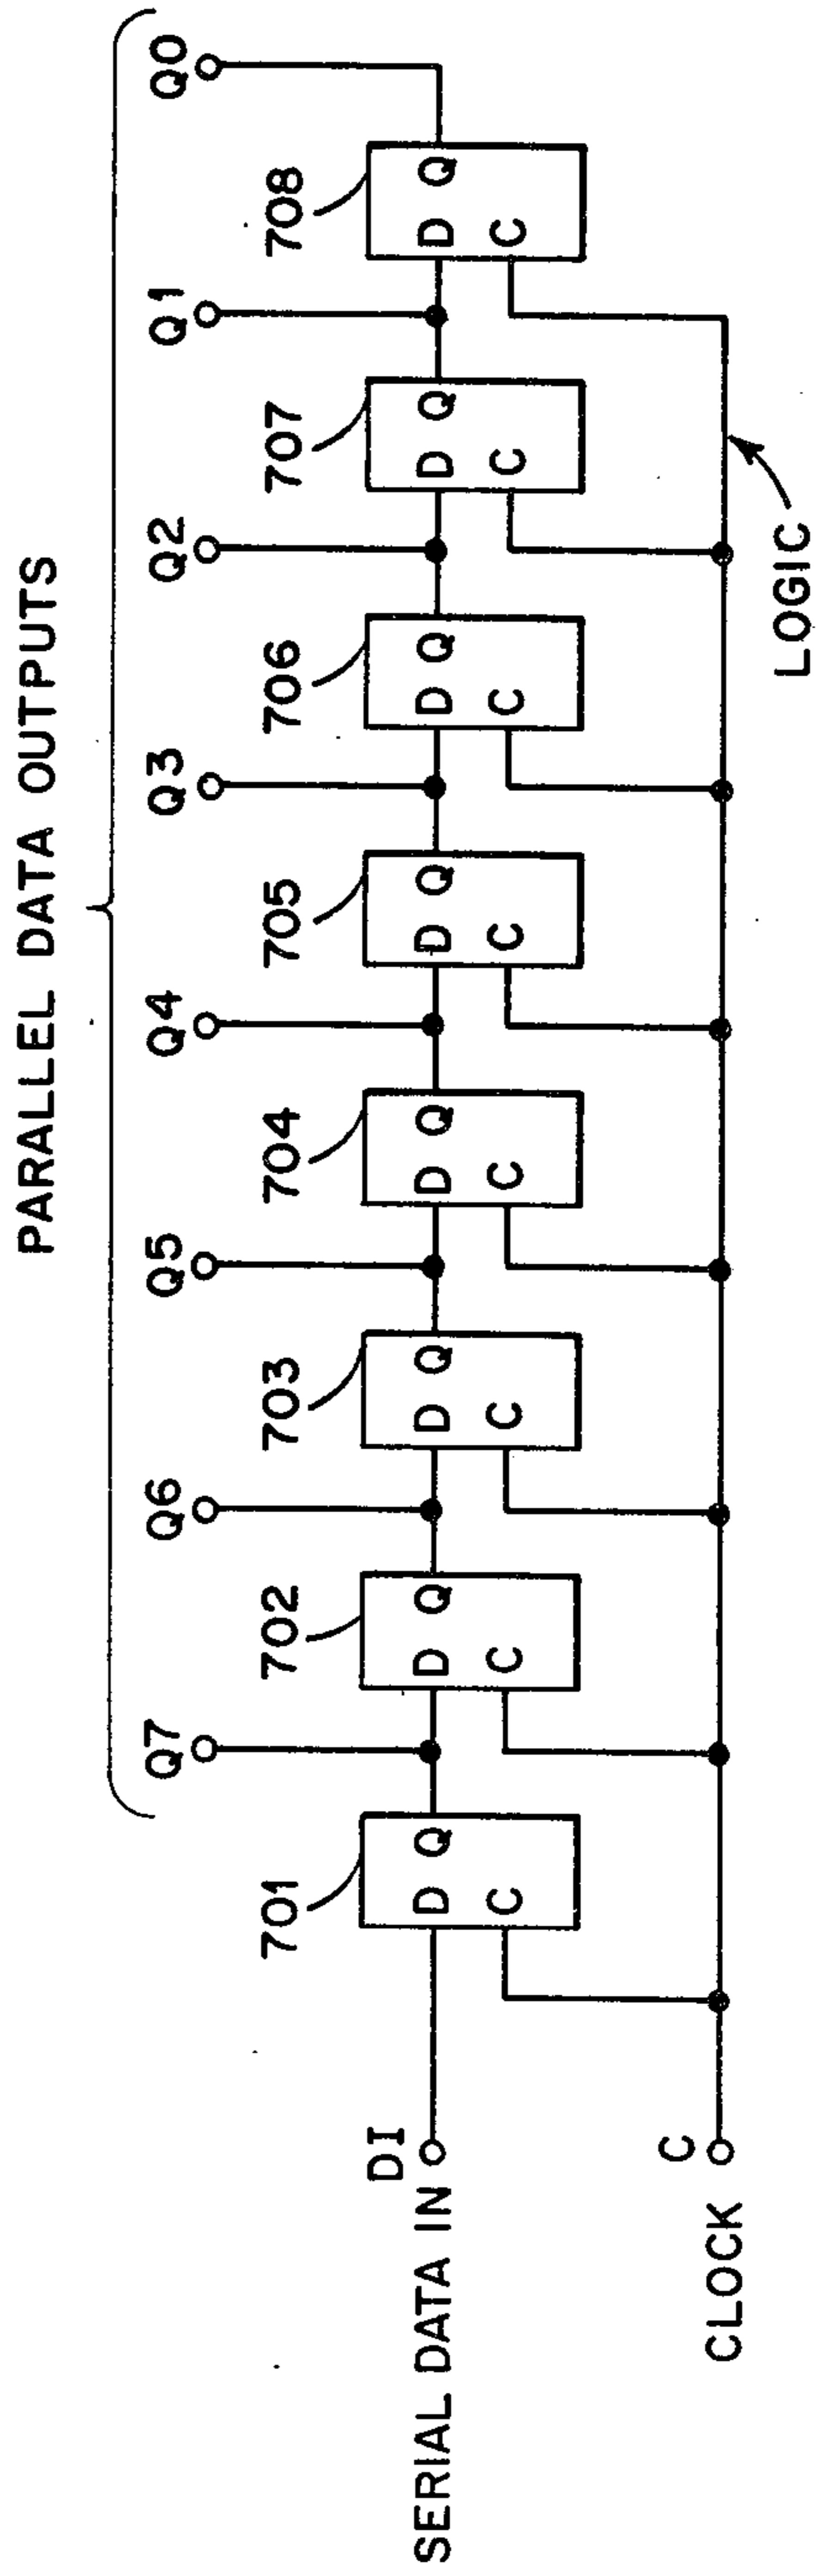 PARALLEL DATA OUTPUTS
Q7 Q6 Q5 Q4 Q3 Q2 Q1 Q0
701 702 703 704 705 706 707 708
DI
SERIAL DATA IN
D Q D Q D Q D Q D Q D Q D Q D Q
C C C C C C C C
C
CLOCK
LOGIC